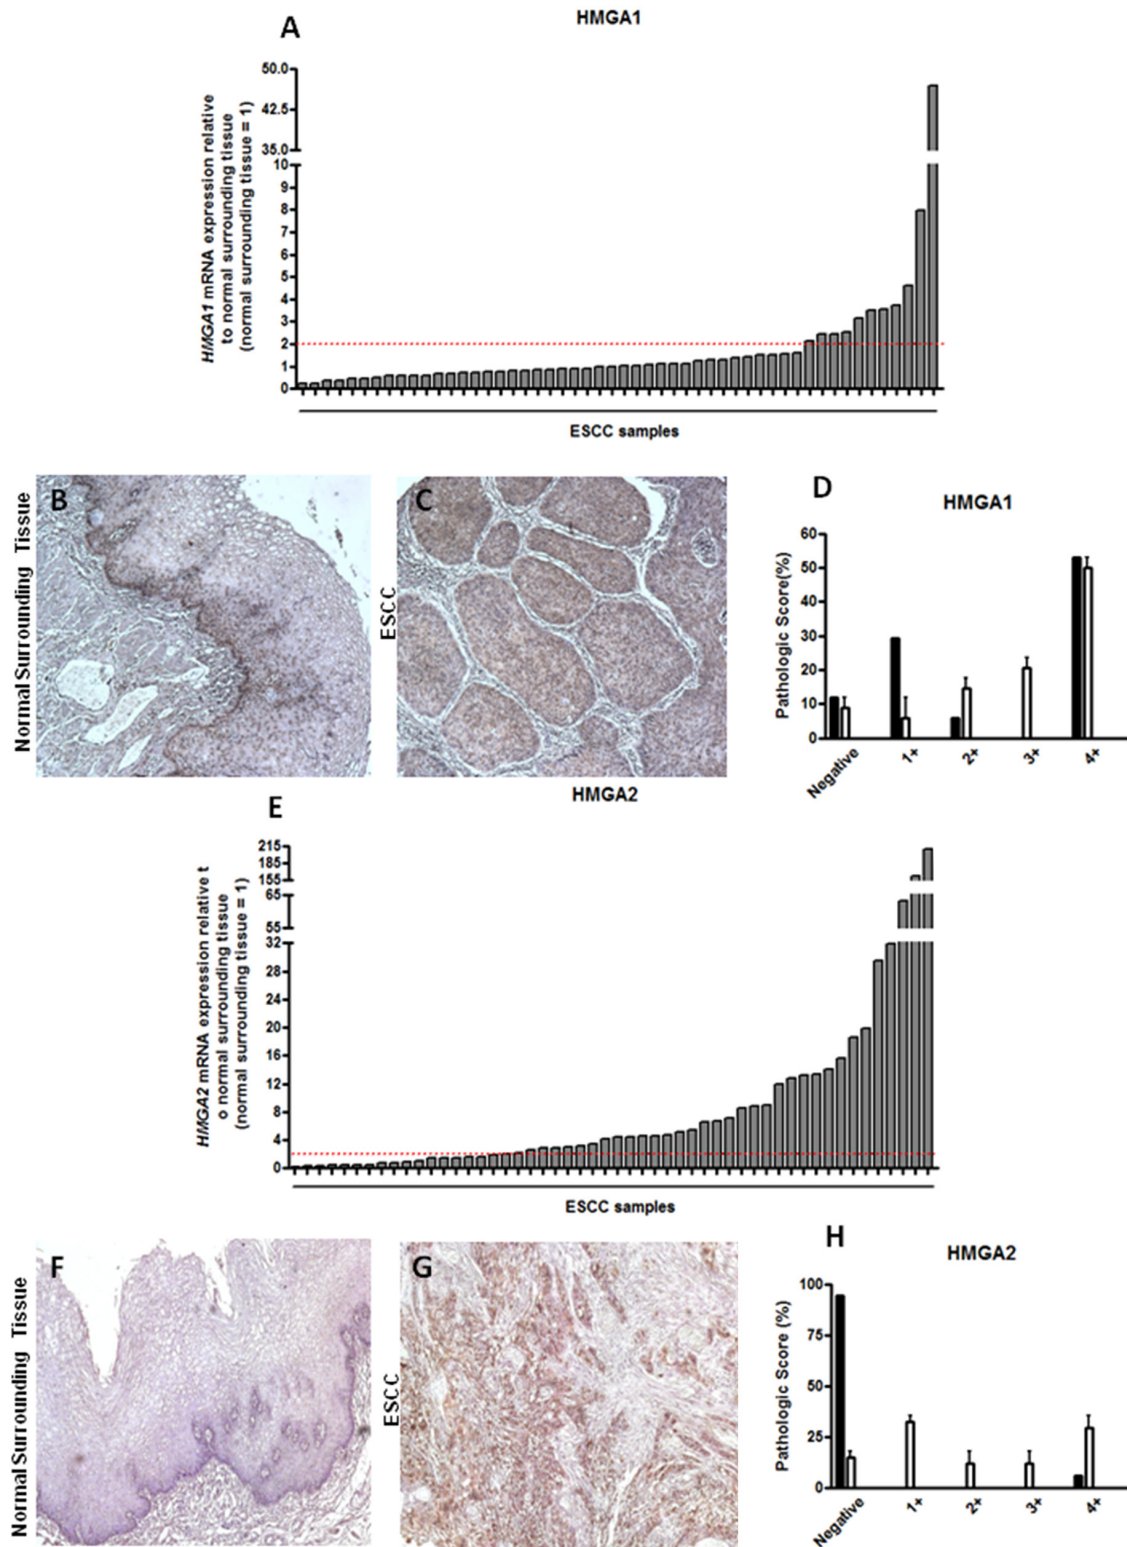 A
HMGA1
HMGA1 mRNA expression relative
to normal surrounding tissue
(normal surrounding tissue = 1)
50.0
42.5
35.0
10
9
8
7
6
5
4
3
2
1
0
ESCC samples
Normal Surrounding Tissue
B
ESCC
C
D
HMGA1
Pathologic Score(%)
60
50
40
30
20
10
0
Negative
1+
2+
3+
4+
HMGA2
E
HMGA2 mRNA expression relative t
o normal surrounding tissue
(normal surrounding tissue = 1)
215
185
155
65
55
32
28
24
20
16
12
8
4
0
ESCC samples
Normal Surrounding Tissue
F
ESCC
G
H
HMGA2
Pathologic Score (%)
100
75
50
25
0
Negative
1+
2+
3+
4+